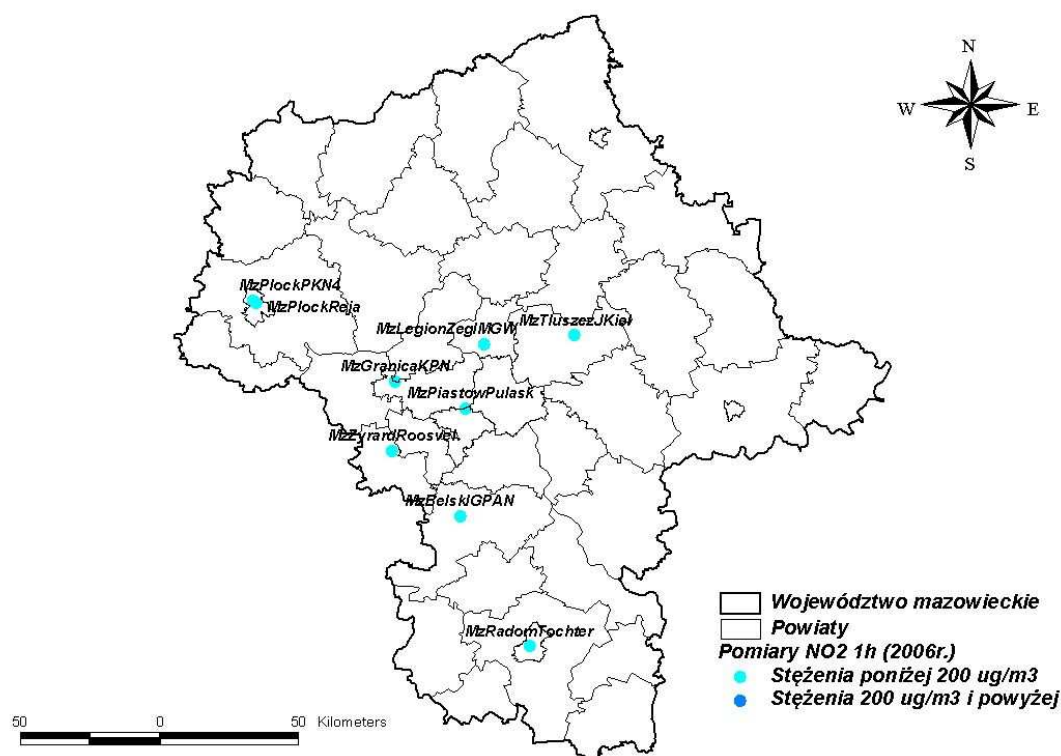 N
W E
S
MzPlockPKN4
MzPlockReja
MzLegionZegIMGW
MzTluszczJKiel
MzGranicaKPN
MzPiastowPulask
MzZyrardRoosvel
MzBelskIGPAN
MzRadomTochter
Województwo mazowieckie
Powiaty
Pomiary NO2 1h (2006r.)
Stężenia poniżej 200 ug/m3
Stężenia 200 ug/m3 i powyżej
50 0 50 Kilometers